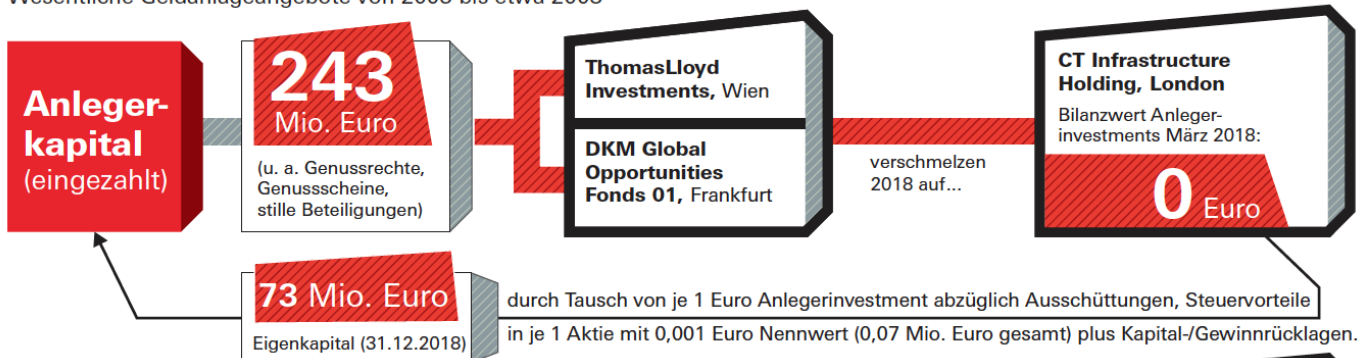 Anleger-
kapital
(eingezahlt)
243
Mio. Euro
(u. a. Genussrechte,
Genussscheine,
stille Beteiligungen)
ThomasLloyd
Investments, Wien
DKM Global
Opportunities
Fonds 01, Frankfurt
verschmelzen
2018 auf...
CT Infrastructure
Holding, London
Bilanzwert Anleger-
investments März 2018:
0 Euro
73 Mio. Euro
Eigenkapital (31.12.2018)
durch Tausch von je 1 Euro Anlegerinvestment abzüglich Ausschüttungen, Steuervorteile
in je 1 Aktie mit 0,001 Euro Nennwert (0,07 Mio. Euro gesamt) plus Kapital-/Gewinnrücklagen.